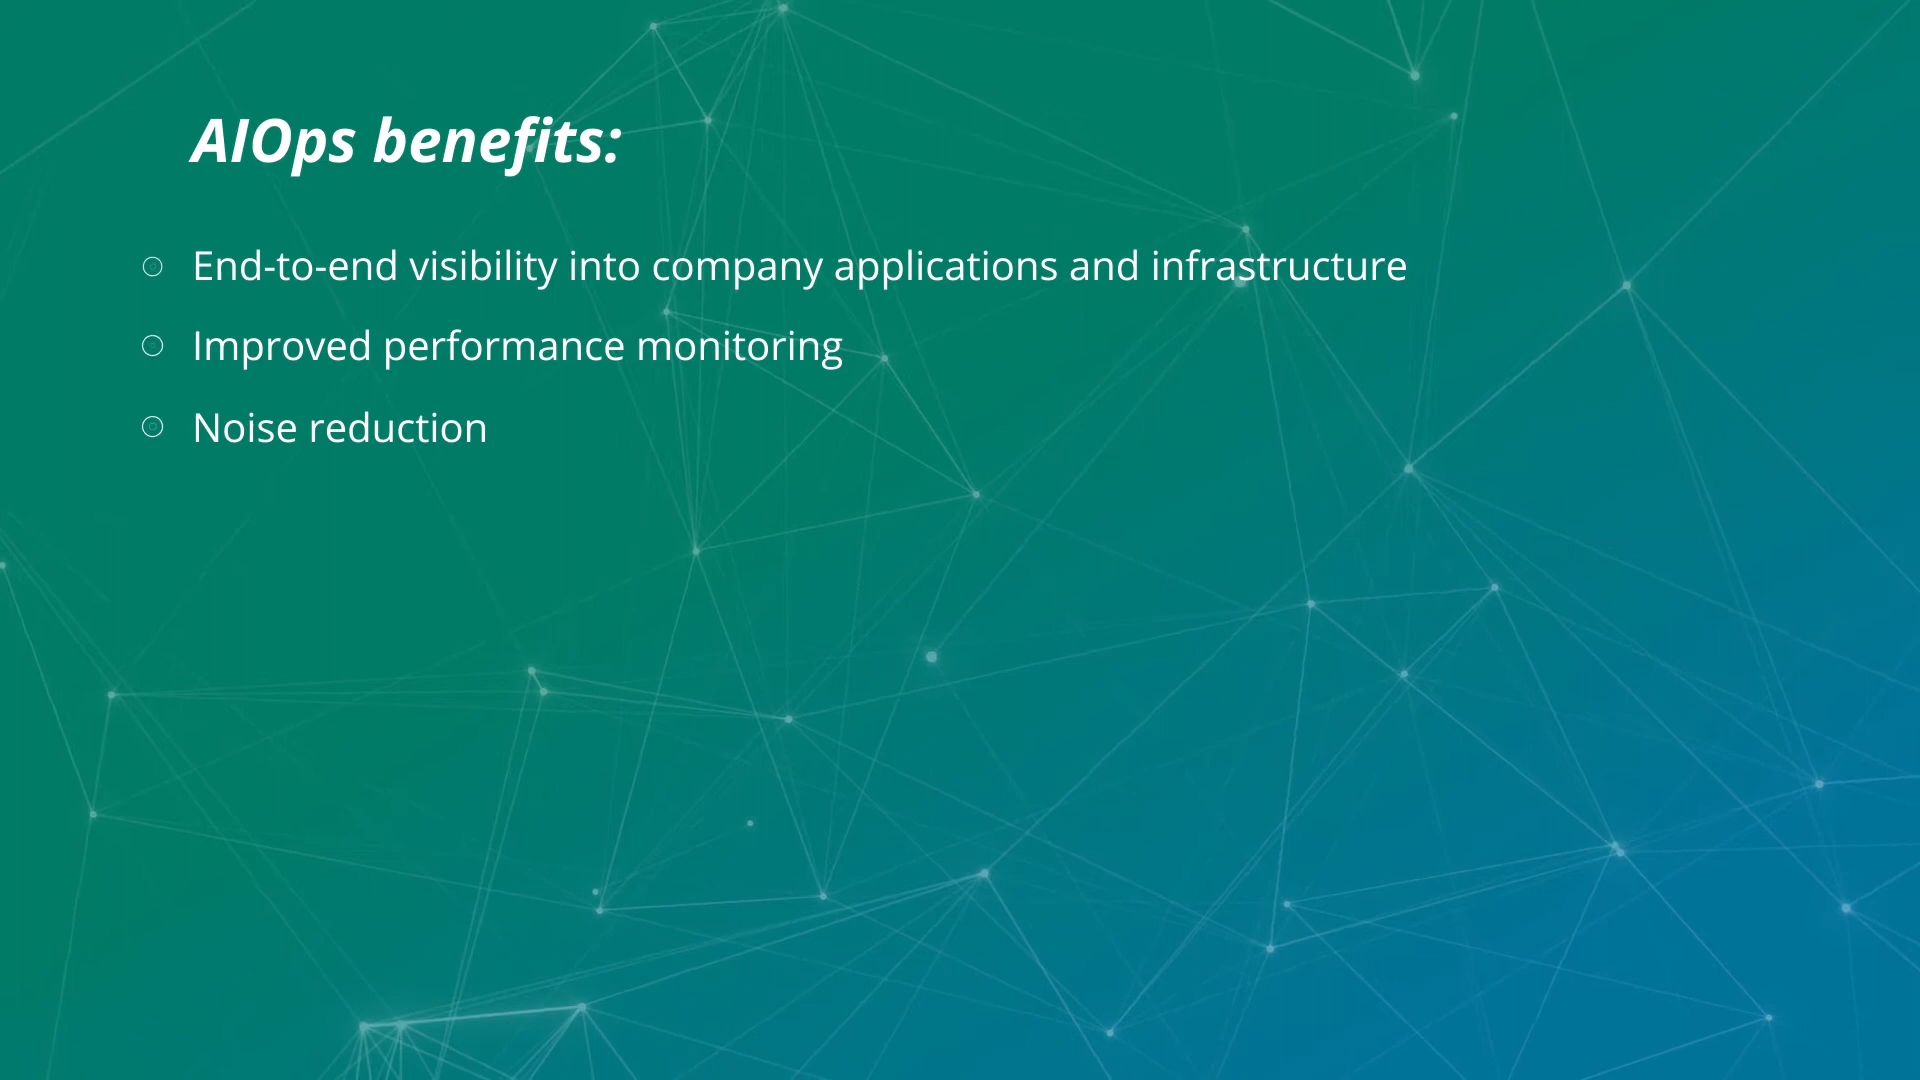 AIOps benefits:
End-to-end visibility into company applications and infrastructure
Improved performance monitoring
Noise reduction